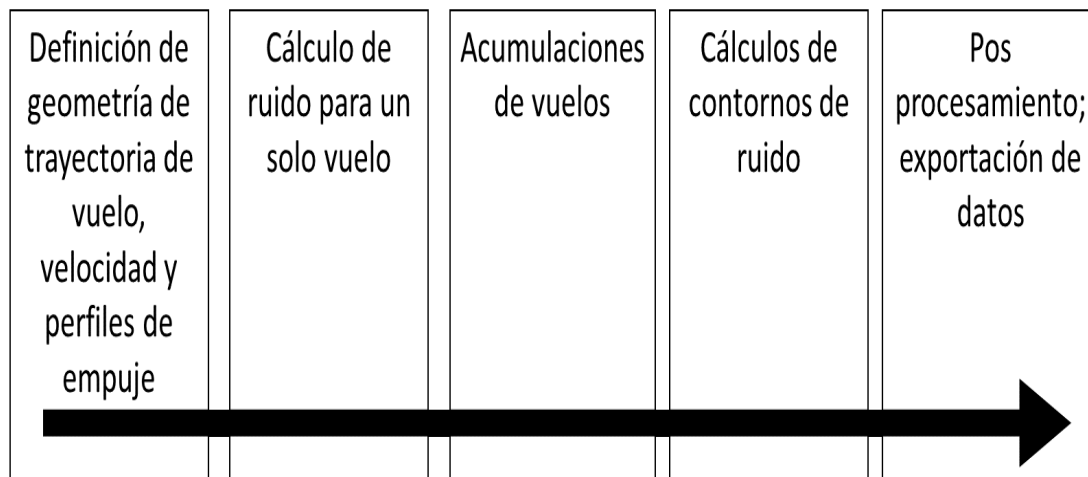 Definición de
geometría de
trayectoria de
vuelo,
velocidad y
perfiles de
empuje
Cálculo de
ruido para un
solo vuelo
Acumulaciones
de vuelos
Cálculos de
contornos de
ruido
Pos
procesamiento;
exportación de
datos